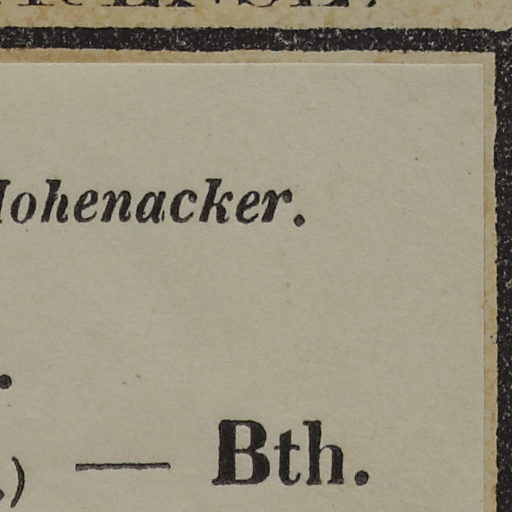 Hohenacker.
.
.) — Bth.